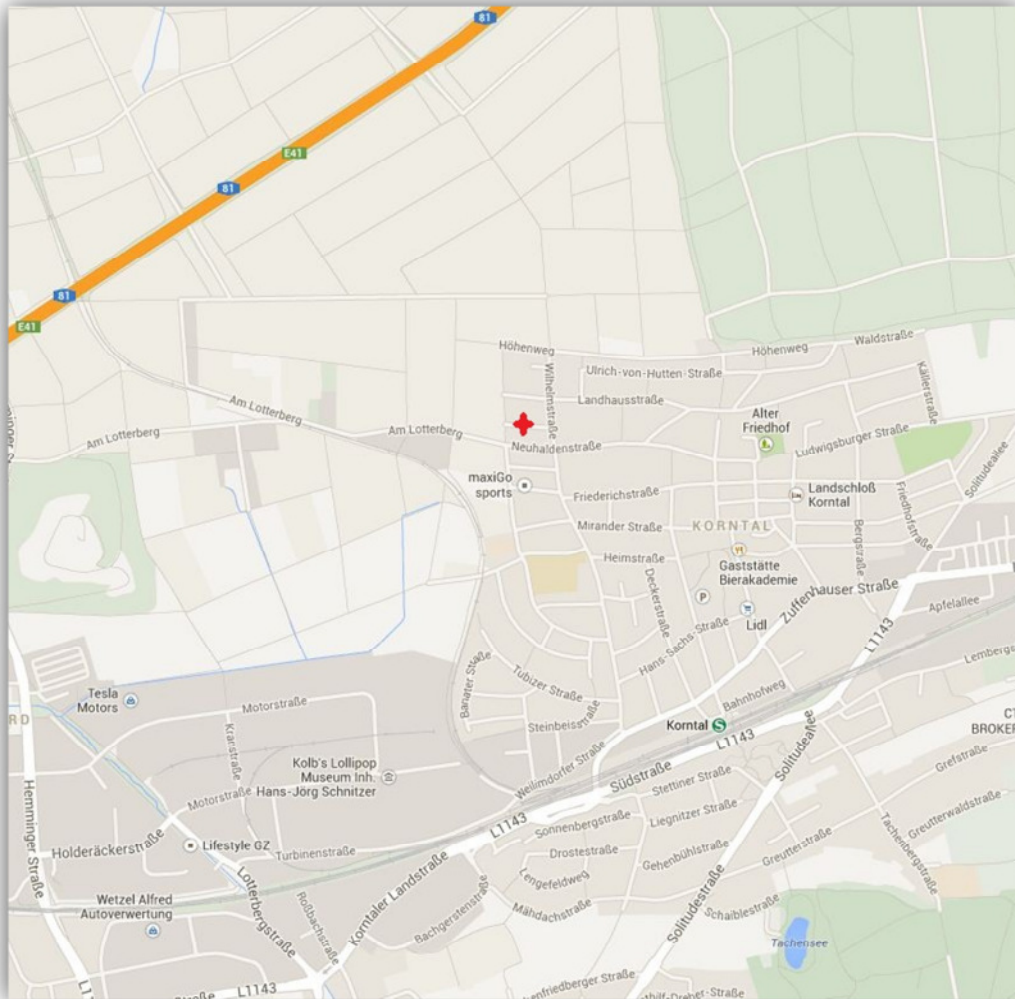 81
E41
81
81
E41
Höhenweg
Höhenweg
Waldstraße
Ulrich-von-Hutten-Straße
Wilhelmstraße
Källerstraße
Landhausstraße
Am Lotterberg
Alter
Friedhof
Am Lotterberg
Am Lotterberg
Neuhaldenstraße
Ludwigsburger Straße
Solitudeallee
maxiGo
sports
Friederichstraße
Landschloß
Korntal
Friedhofstraße
Mirander Straße
KORNTAL
Bergstraße
Heimstraße
Gaststätte
Bierakademie
Deckerstraße
P
Zuffenhauser Straße
Lidl
Apfelallee
Hans-Sachs-Straße
L1143
Banater Straße
Tubizer Straße
Lemberge
Tesla
Motors
Motorstraße
Bahnhofweg
Steinbeisstraße
Korntal
S
L1143
BROKER
Kranstraße
Kolb's Lollipop
Museum Inh.
Hans-Jörg Schnitzer
Weilimdorfer Straße
Südstraße
Solitudeallee
Grefstraße
Stettiner Straße
Motorstraße
Hemminger Straße
L1143
Sonnenbergstraße
Liegnitzer Straße
Greutterwaldstraße
Tachenbergstraße
Holderäckerstraße
Lifestyle GZ
Turbinenstraße
Drostestraße
Gehenbühlstraße
Greutterstraße
Lengefeldweg
Lotterbergstraße
Korntaler Landstraße
Wetzel Alfred
Autoverwertung
Roßbachstraße
Bachgerstenstraße
Mähdachstraße
Schaiblestraße
Solitudestraße
Tachensee
L1143